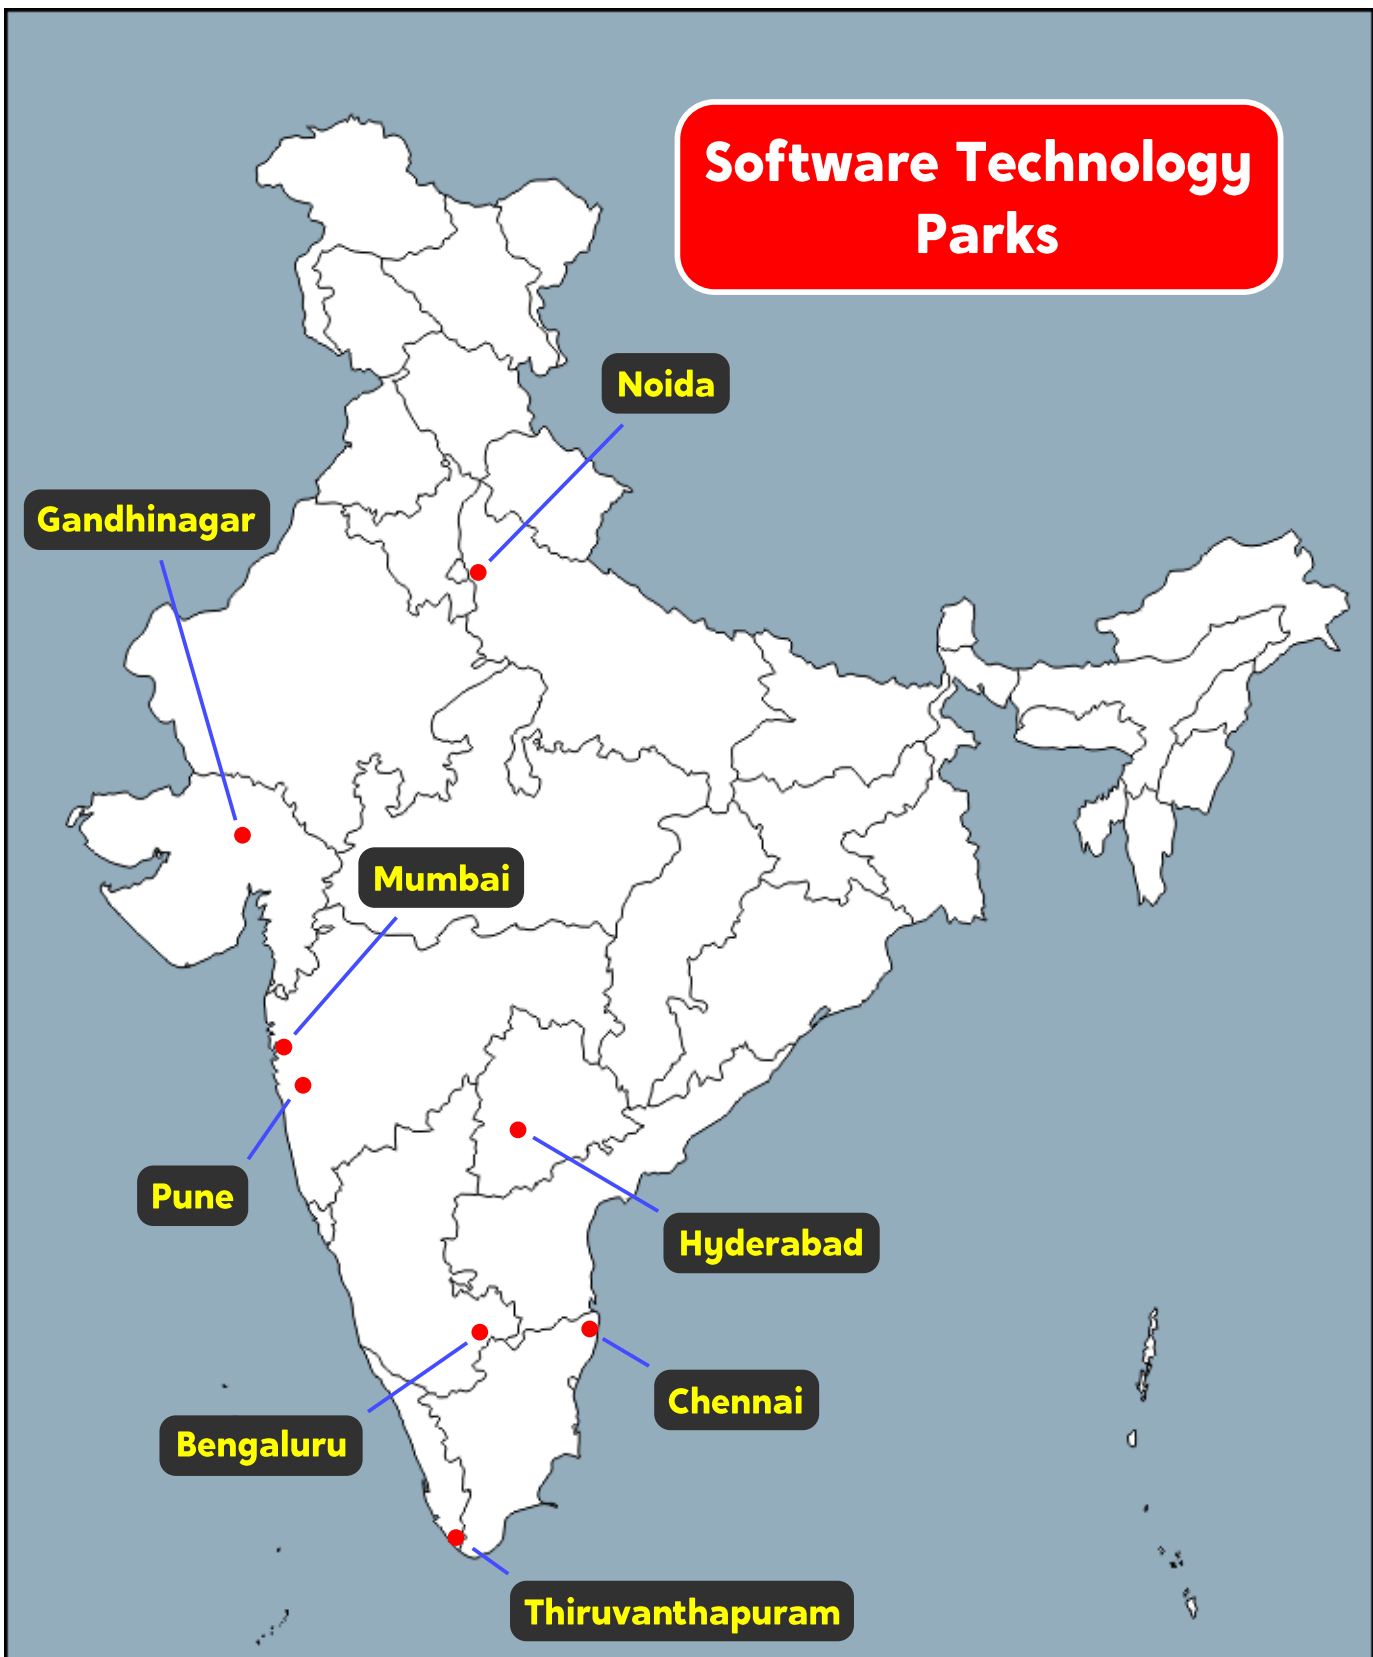 Software Technology
Parks
Noida
Gandhinagar
Mumbai
Pune
Hyderabad
Chennai
Bengaluru
Thiruvanthapuram